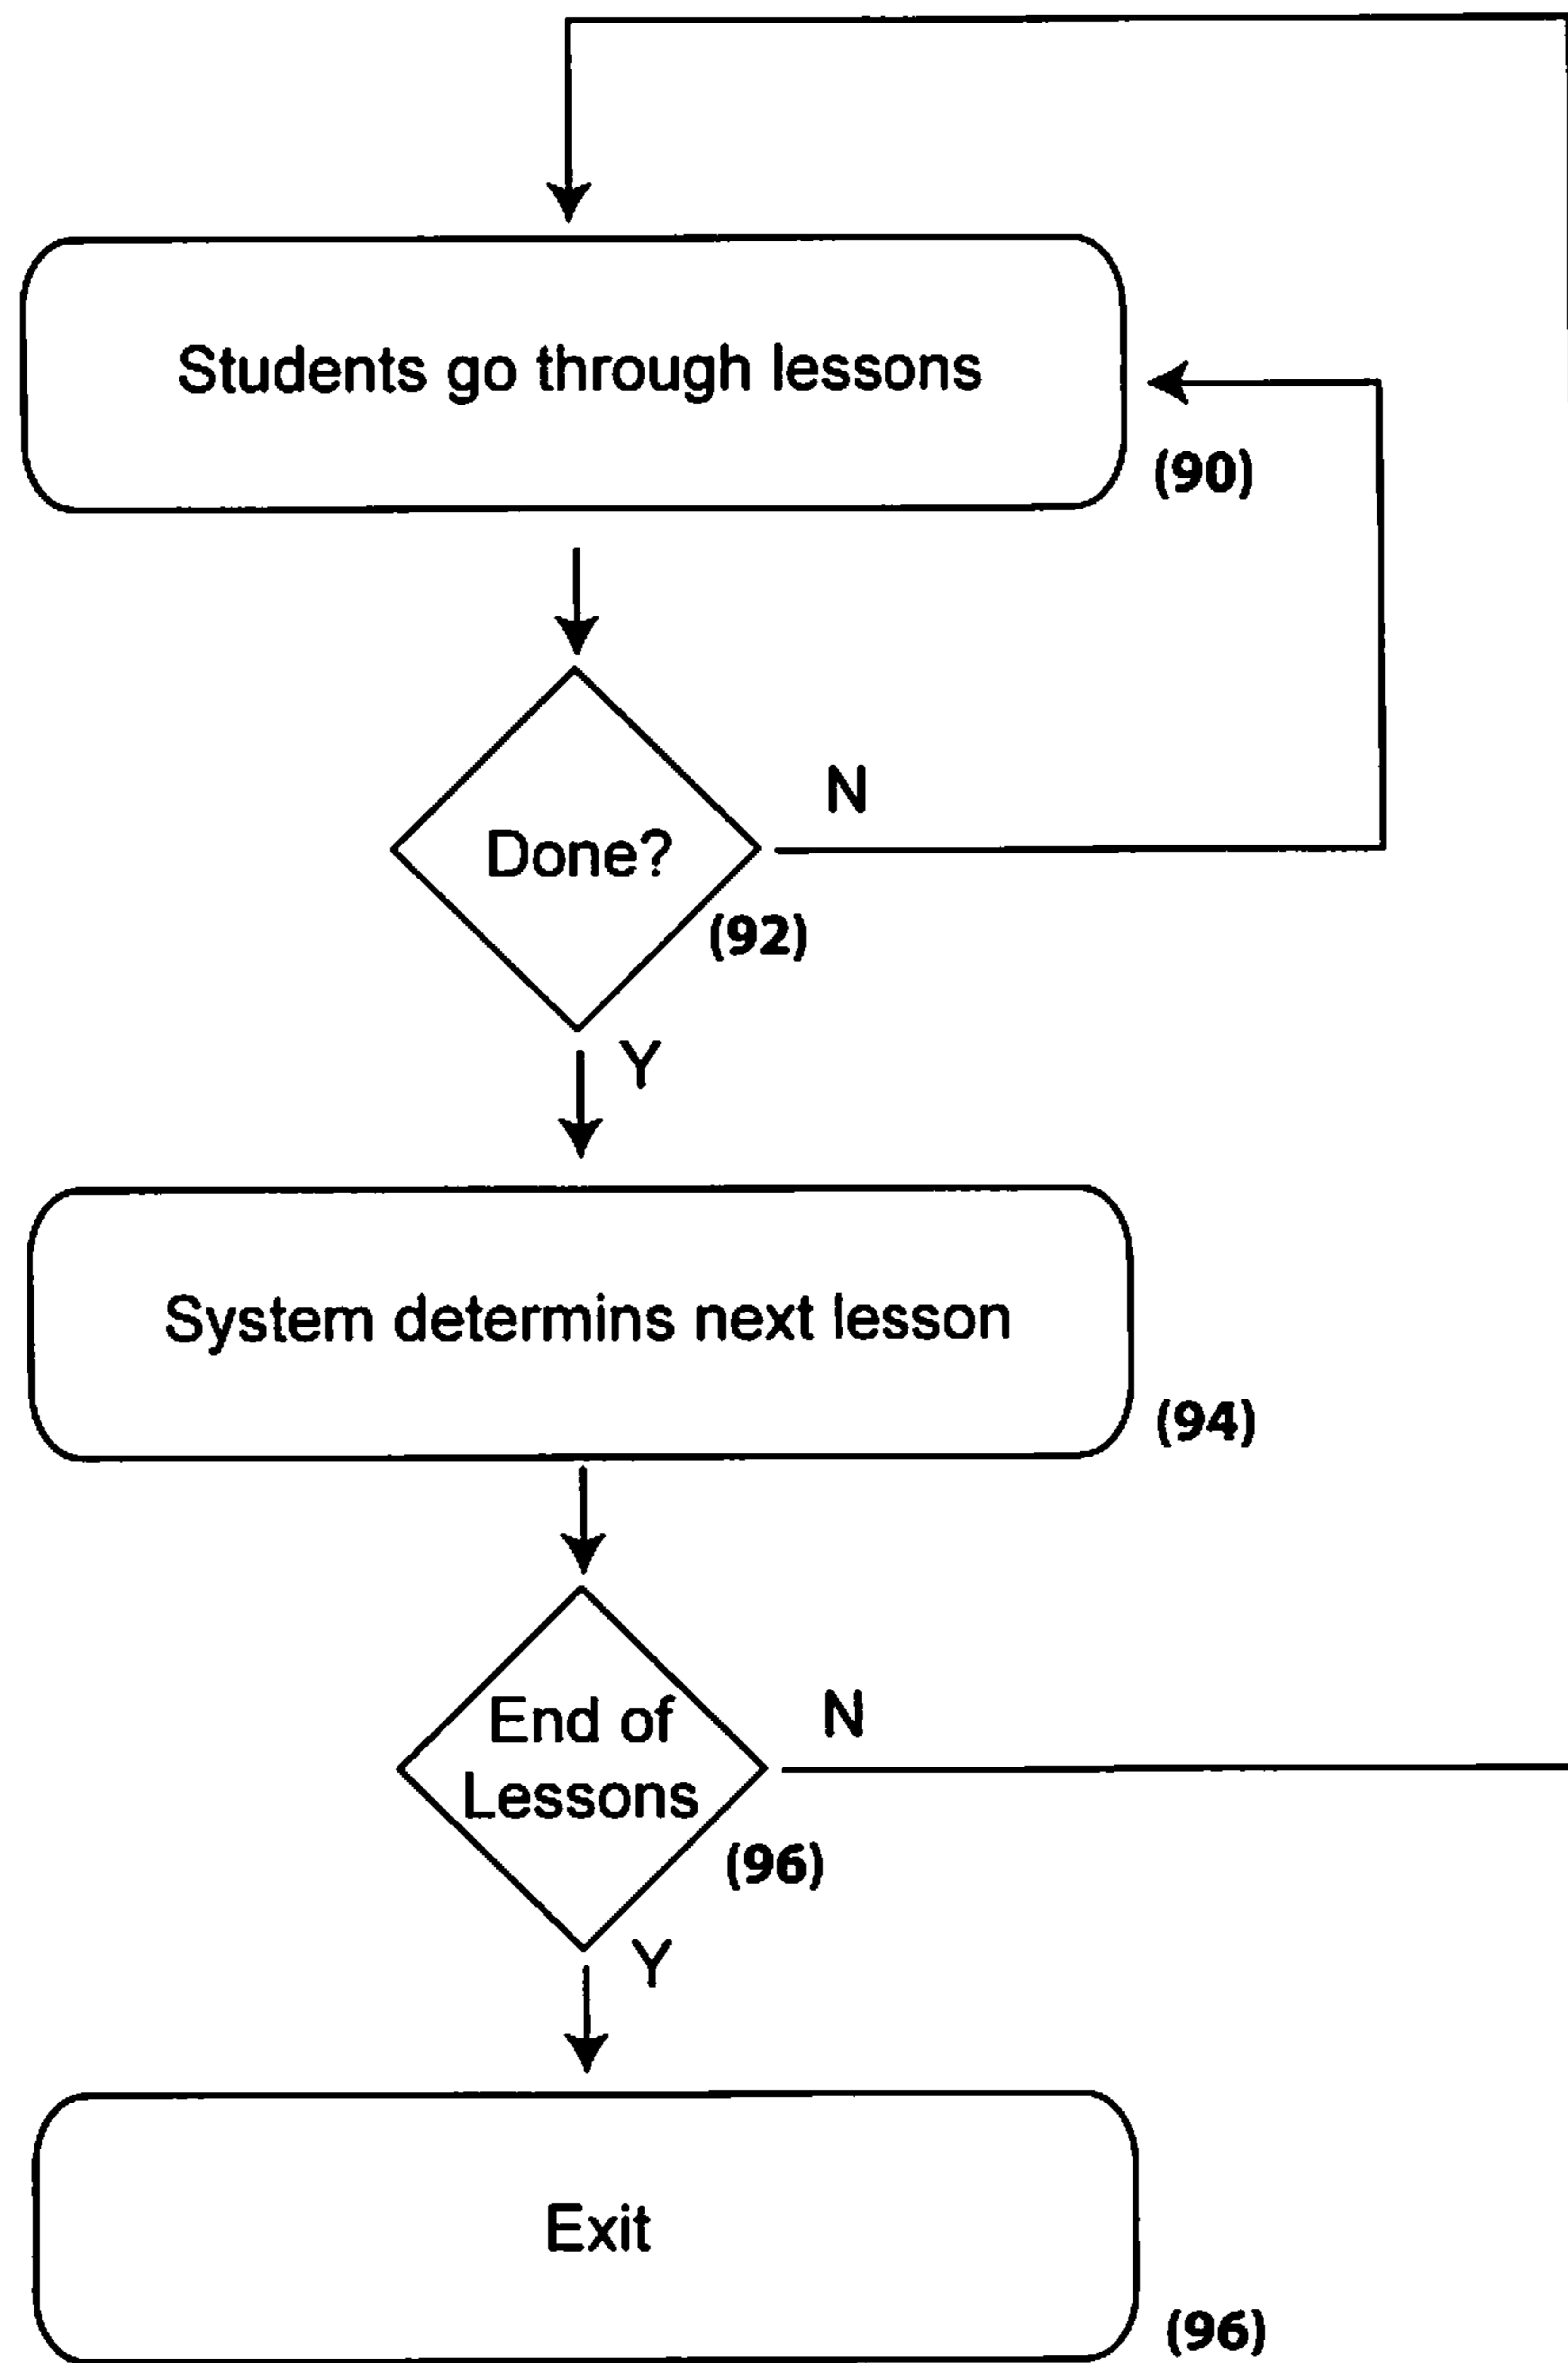 Students go through lessons
(90)
N
Done?
(92)
Y
System determins next lesson
(94)
N
End of
Lessons
(96)
Y
Exit
(96)